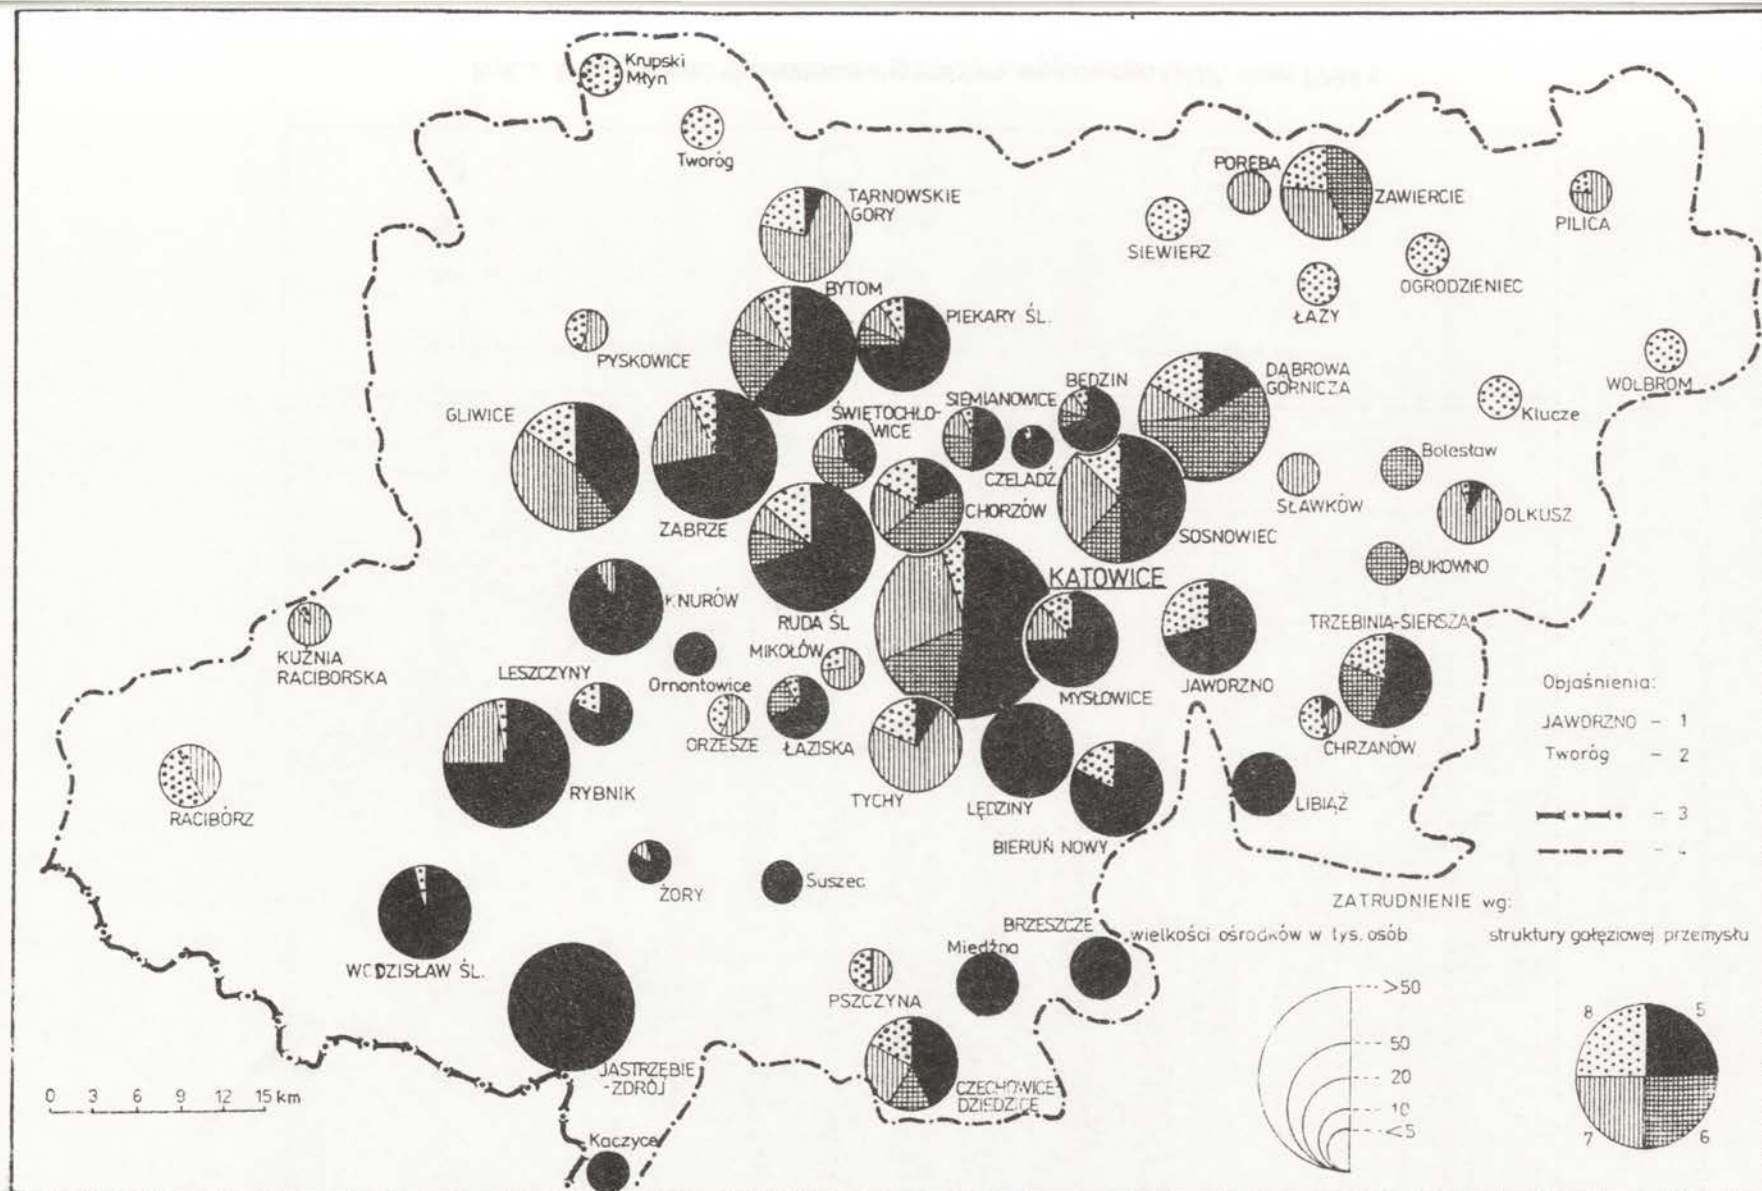 Krupski
Młyn
Tworóg
TARNOWSKIE
GÓRY
PORĘBA
ZAWIERCIE
PILICA
SIEWIERZ
OGRODZIENIEC
ŁAZY
WOLBROM
BYTOM
PIEKARY ŚL.
PYSKOWICE
GLIWICE
ŚWIĘTOCHŁO-
WICE
SIEMIANOWICE
BĘDZIN
DĄBROWA
GÓRNICZA
Klucze
CZELADŹ
Bolesław
SŁAWKÓW
OLKUSZ
ZABRZE
CHORZÓW
SOSNOWIEC
BUKOWNO
KATOWICE
KNURÓW
RUDA ŚL
TRZEBINIA-SIERSZA
KUŹNIA
RACIBORSKA
LESZCZYNY
Ornontowice
MIKOŁÓW
MYSŁOWICE
JAWORZNO
ORZESZE
ŁAZISKA
CHRZANÓW
RACIBÓRZ
RYBNIK
TYCHY
LĘDZINY
LIBIĄŻ
BIERUŃ NOWY
ŻORY
Suszec
WODZISŁAW ŚL.
BRZESZCZE
Miedźna
PSZCZYNA
JASTRZĘBIE
-ZDRÓJ
CZECHOWICE
DZIEDZICE
Kaczyce
0 3 6 9 12 15 km
Objaśnienia:
JAWORZNO - 1
Tworóg - 2
- 3
- 4
ZATRUDNIENIE wg:
wielkości ośrodków w tys. osób
struktury gałęziowej przemysłu
>50
50
20
10
<5
8 5
7 6